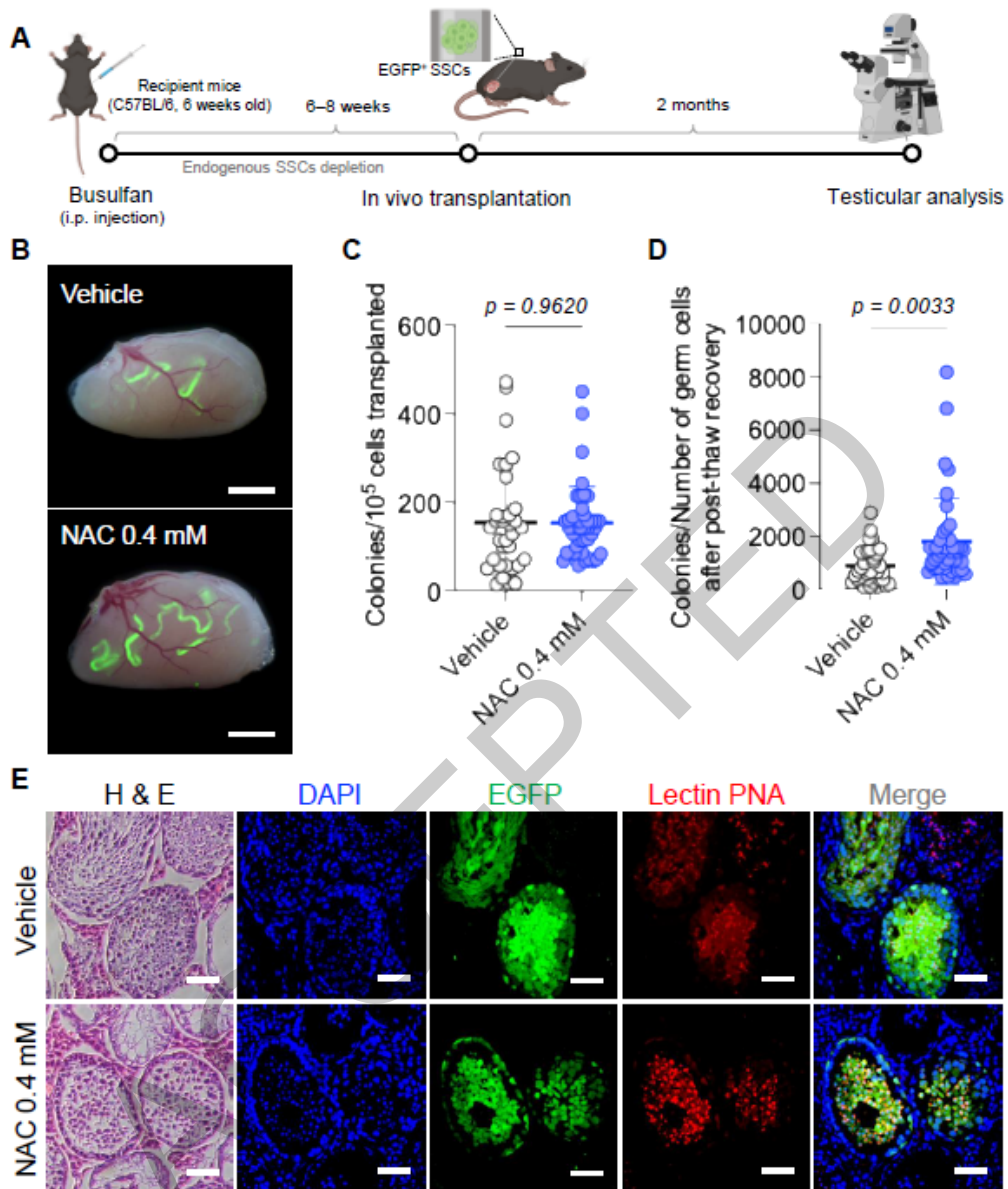 A
Recipient mice
(C57BL/6, 6 weeks old)
EGFP⁺ SSCs
6–8 weeks
2 months
Endogenous SSCs depletion
Busulfan
(i.p. injection)
In vivo transplantation
Testicular analysis
B
Vehicle
NAC 0.4 mM
C
Colonies/10⁵ cells transplanted
p = 0.9620
600
400
200
0
Vehicle
NAC 0.4 mM
D
Colonies/Number of germ cells
after post-thaw recovery
p = 0.0033
10000
8000
6000
4000
2000
0
Vehicle
NAC 0.4 mM
E
H & E
DAPI
EGFP
Lectin PNA
Merge
Vehicle
NAC 0.4 mM